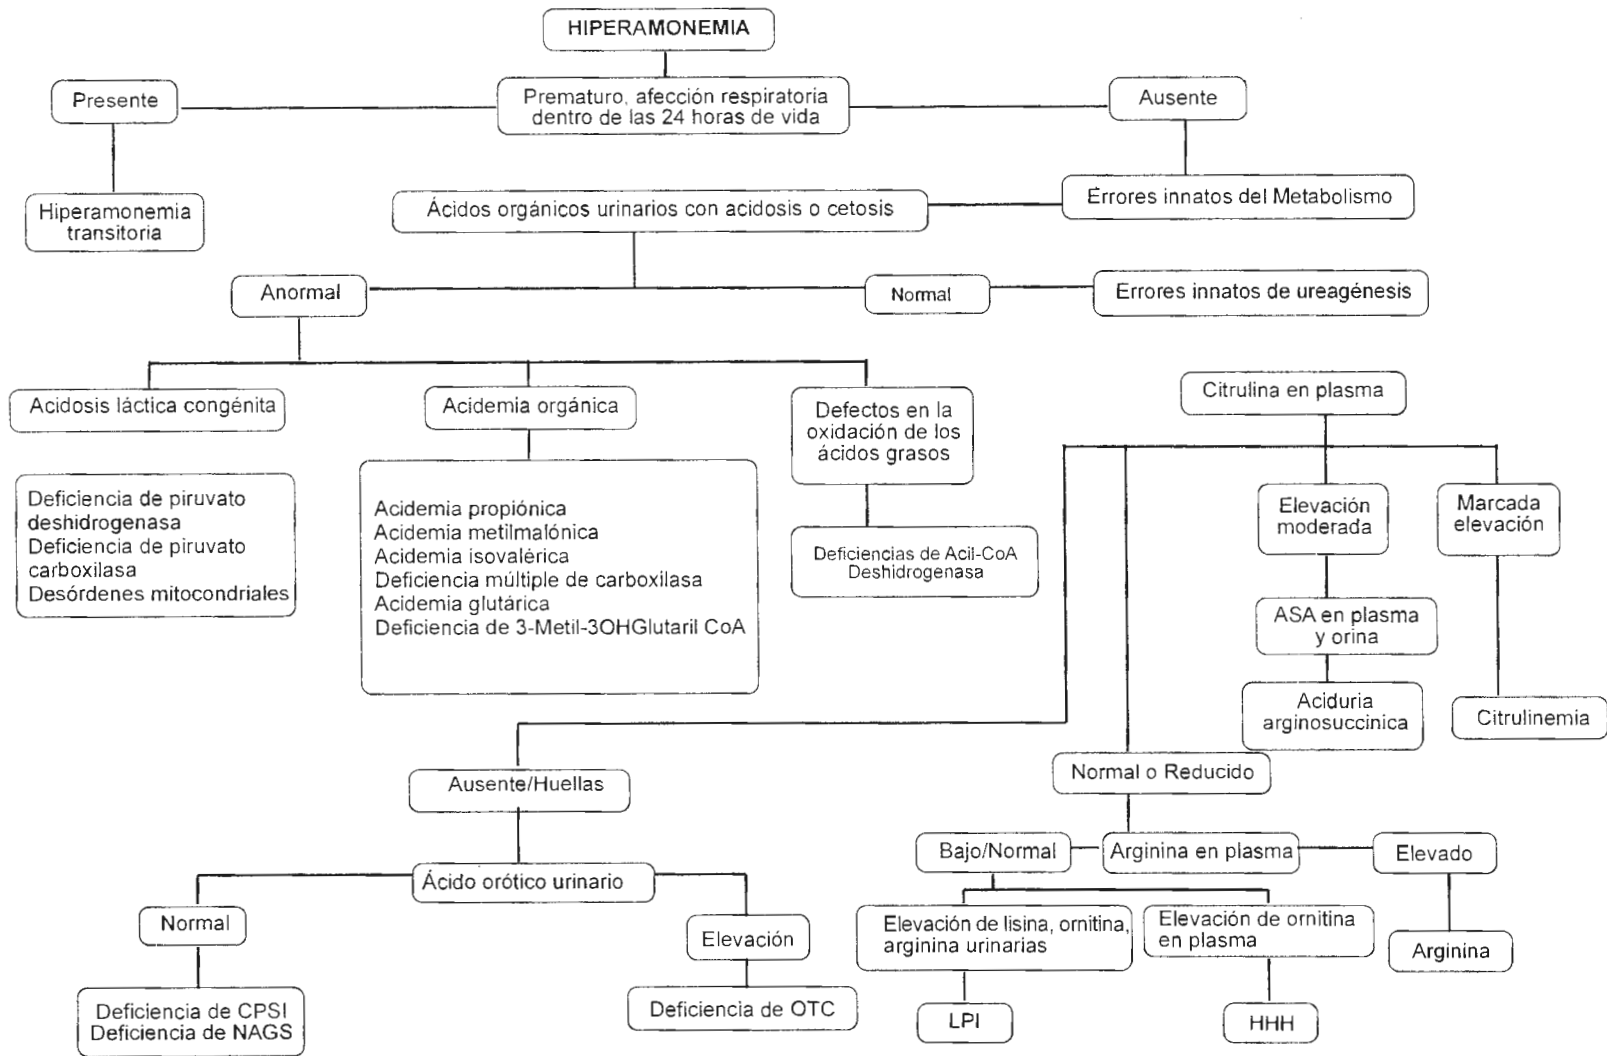 HIPERAMONEMIA
Presente
Prematuro, afección respiratoria
dentro de las 24 horas de vida
Ausente
Hiperamonemia
transitoria
Ácidos orgánicos urinarios con acidosis o cetosis
Errores innatos del Metabolismo
Anormal
Normal
Errores innatos de ureagénesis
Acidosis láctica congénita
Acidemia orgánica
Defectos en la
oxidación de los
ácidos grasos
Citrulina en plasma
Deficiencia de piruvato
deshidrogenasa
Deficiencia de piruvato
carboxilasa
Desórdenes mitocondriales
Acidemia propiónica
Acidemia metilmalónica
Acidemia isovalérica
Deficiencia múltiple de carboxilasa
Acidemia glutárica
Deficiencia de 3-Metil-3OHGlutaril CoA
Deficiencias de Acil-CoA
Deshidrogenasa
Elevación
moderada
Marcada
elevación
ASA en plasma
y orina
Aciduria
arginosuccínica
Citrulinemia
Ausente/Huellas
Normal o Reducido
Ácido orótico urinario
Bajo/Normal
Arginina en plasma
Elevado
Normal
Elevación
Elevación de lisina, ornitina,
arginina urinarias
Elevación de ornitina
en plasma
Arginina
Deficiencia de CPSI
Deficiencia de NAGS
Deficiencia de OTC
LPI
HHH